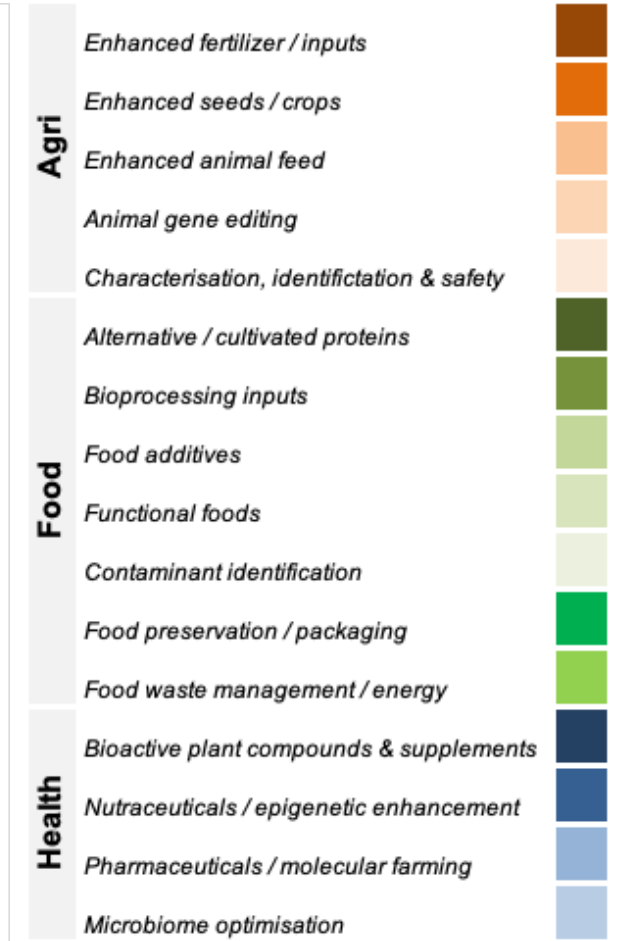 Agri
Enhanced fertilizer / inputs
Enhanced seeds / crops
Enhanced animal feed
Animal gene editing
Characterisation, identifictation & safety
Food
Alternative / cultivated proteins
Bioprocessing inputs
Food additives
Functional foods
Contaminant identification
Food preservation / packaging
Food waste management / energy
Health
Bioactive plant compounds & supplements
Nutraceuticals / epigenetic enhancement
Pharmaceuticals / molecular farming
Microbiome optimisation